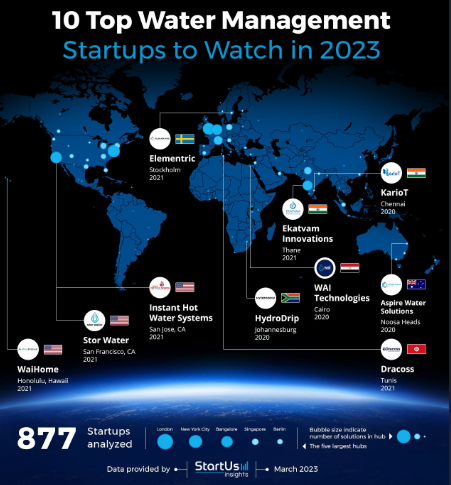 10 Top Water Management
Startups to Watch in 2023
Elementric
Stockholm
2021
KarioT
Chennai
2020
Ekatvam
Innovations
Thane
2021
WAI
Technologies
Cairo
2020
Aspire Water
Solutions
Noosa Heads
2020
Instant Hot
Water Systems
San Jose, CA
2021
HydroDrip
Johannesburg
2020
Stor Water
San Francisco, CA
2021
WaiHome
Honolulu, Hawaii
2021
Dracoss
Tunis
2021
877
Startups
analyzed
London
New York City
Bangalore
Singapore
Berlin
Bubble size indicate
number of solutions in hub
The five largest hubs
Data provided by
StartUs
insights
March 2023